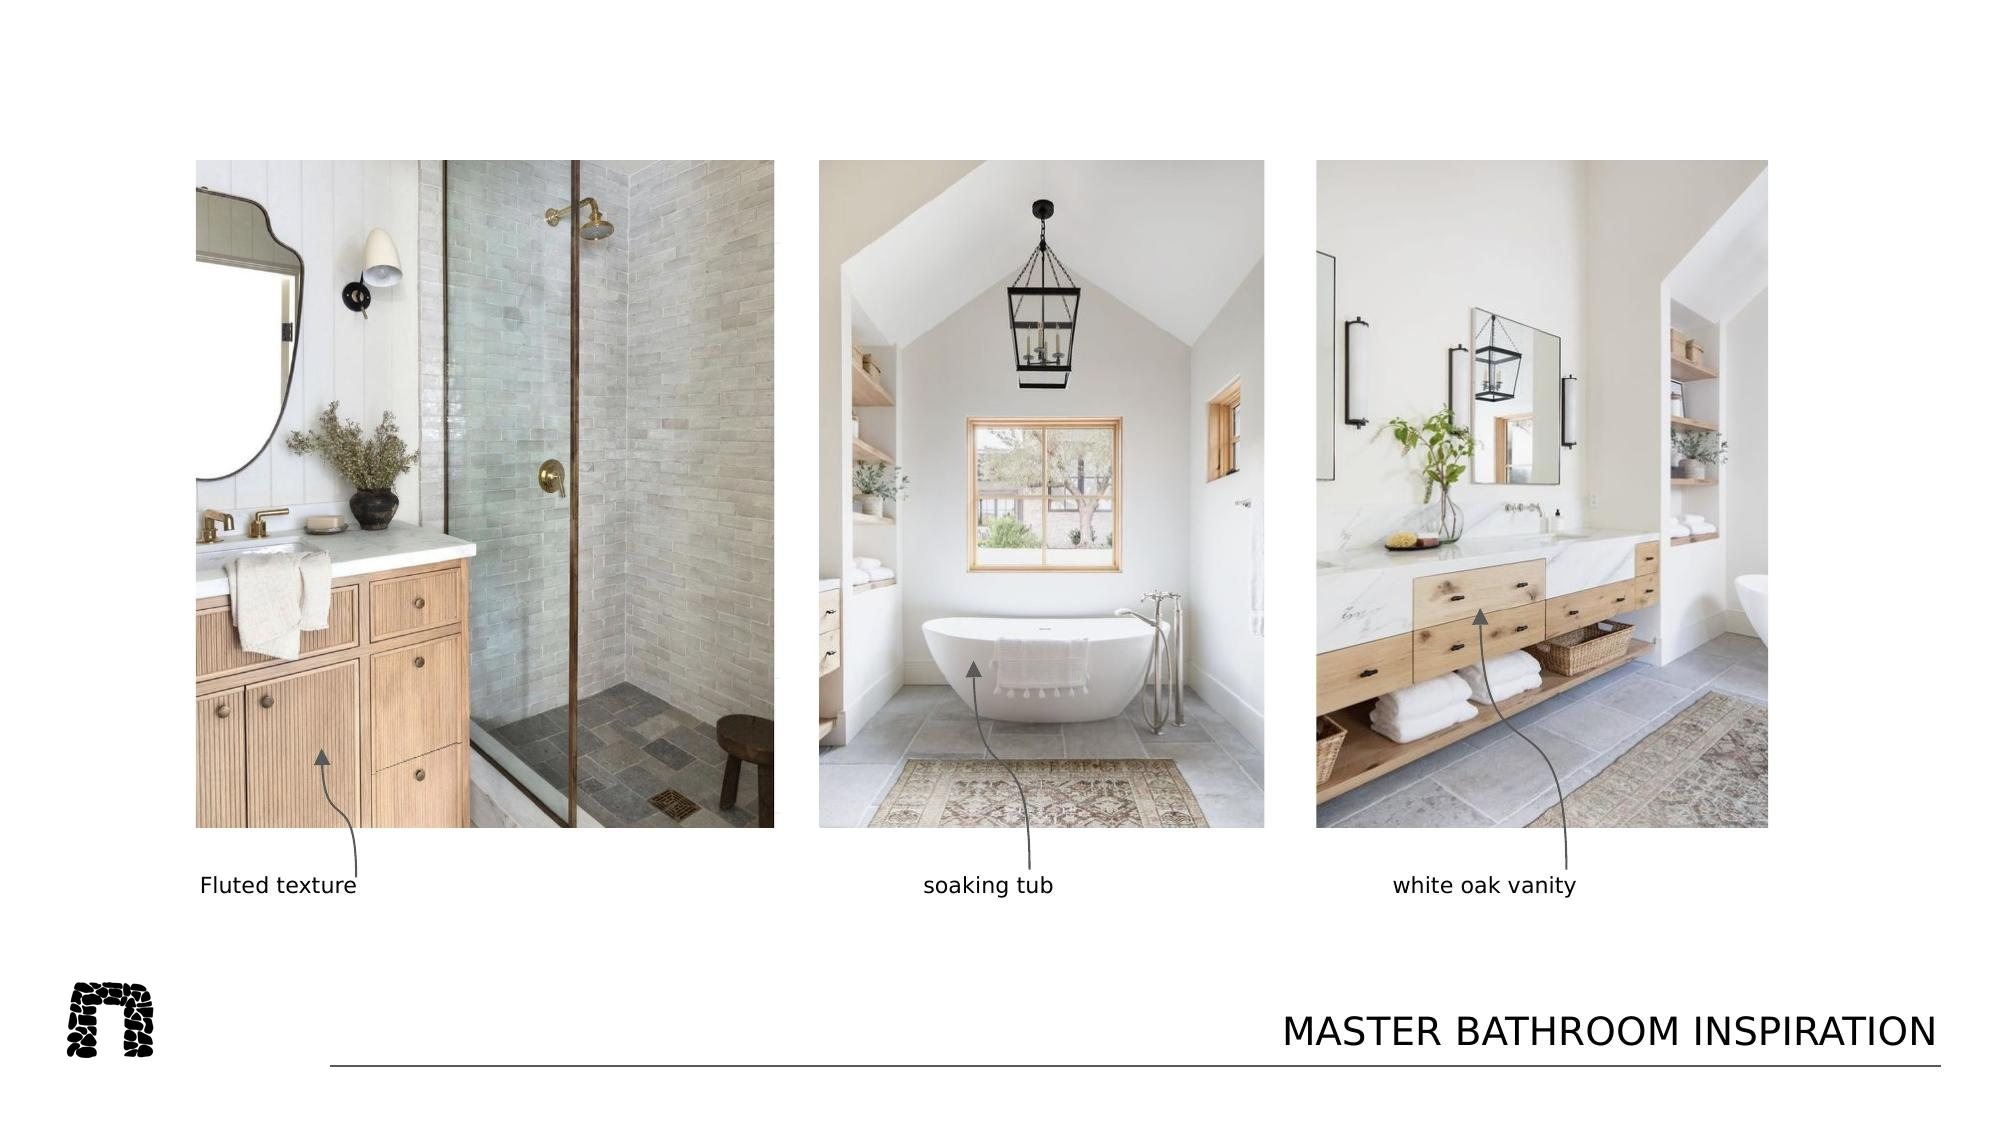 Fluted texture
soaking tub
white oak vanity
MASTER BATHROOM INSPIRATION